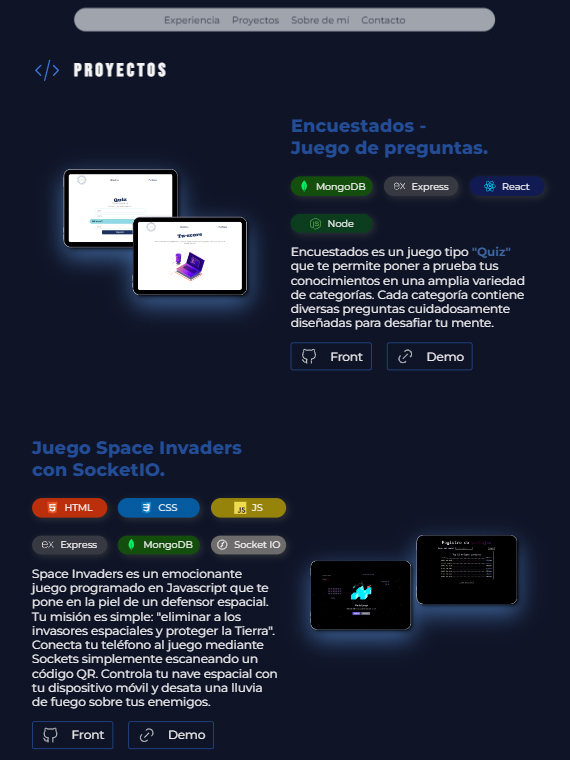 Experiencia Proyectos Sobre de mí Contacto
PROYECTOS
Encuestados -
Juego de preguntas.
MongoDB Express React
Node
Encuestados es un juego tipo "Quiz"
que te permite poner a prueba tus
conocimientos en una amplia variedad
de categorías. Cada categoría contiene
diversas preguntas cuidadosamente
diseñadas para desafiar tu mente.
Front Demo
Quiz
Tu-score
Juego Space Invaders
con SocketIO.
HTML CSS JS
Express MongoDB Socket IO
Space Invaders es un emocionante
juego programado en Javascript que te
pone en la piel de un defensor espacial.
Tu misión es simple: "eliminar a los
invasores espaciales y proteger la Tierra".
Conecta tu teléfono al juego mediante
Sockets simplemente escaneando un
código QR. Controla tu nave espacial con
tu dispositivo móvil y desata una lluvia
de fuego sobre tus enemigos.
Front Demo